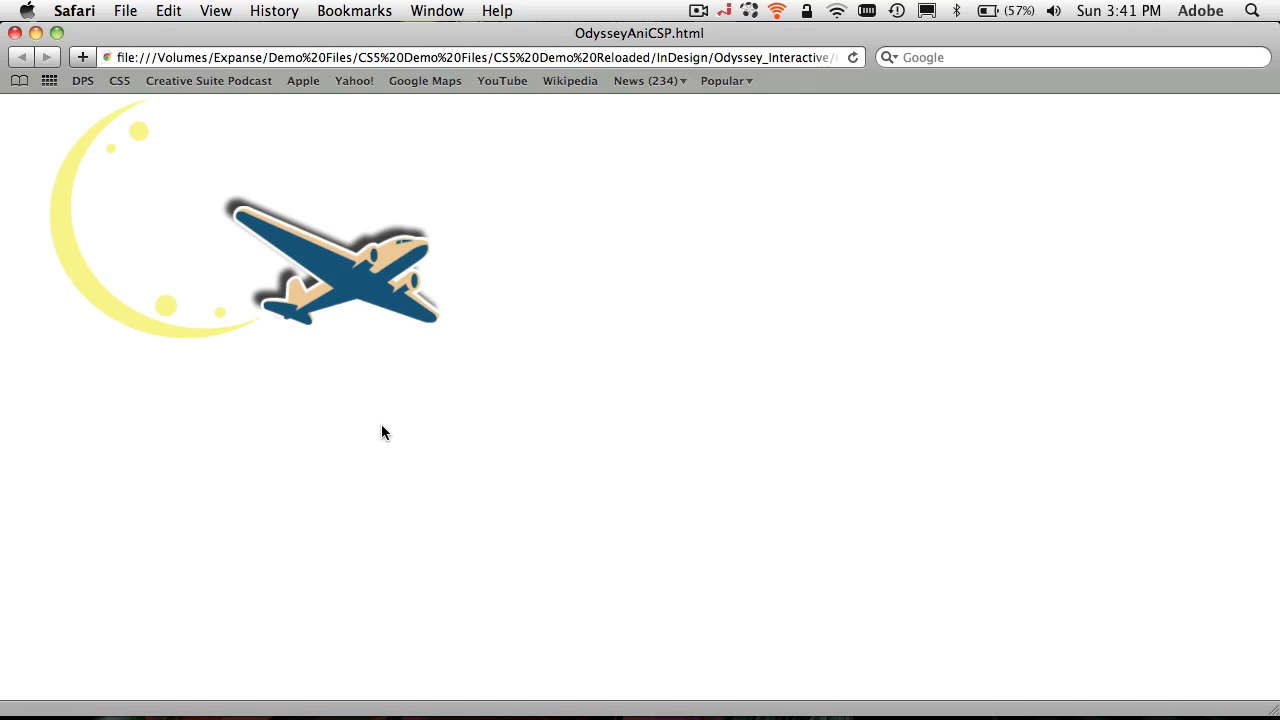 Safari File Edit View History Bookmarks Window Help (57%) Sun 3:41 PM Adobe
OdysseyAniCSP.html
file:///Volumes/Expanse/Demo%20Files/CS5%20Demo%20Files/CS5%20Demo%20Reloaded/InDesign/Odyssey_Interactive/ Google
DPS CS5 Creative Suite Podcast Apple Yahoo! Google Maps YouTube Wikipedia News (234) Popular